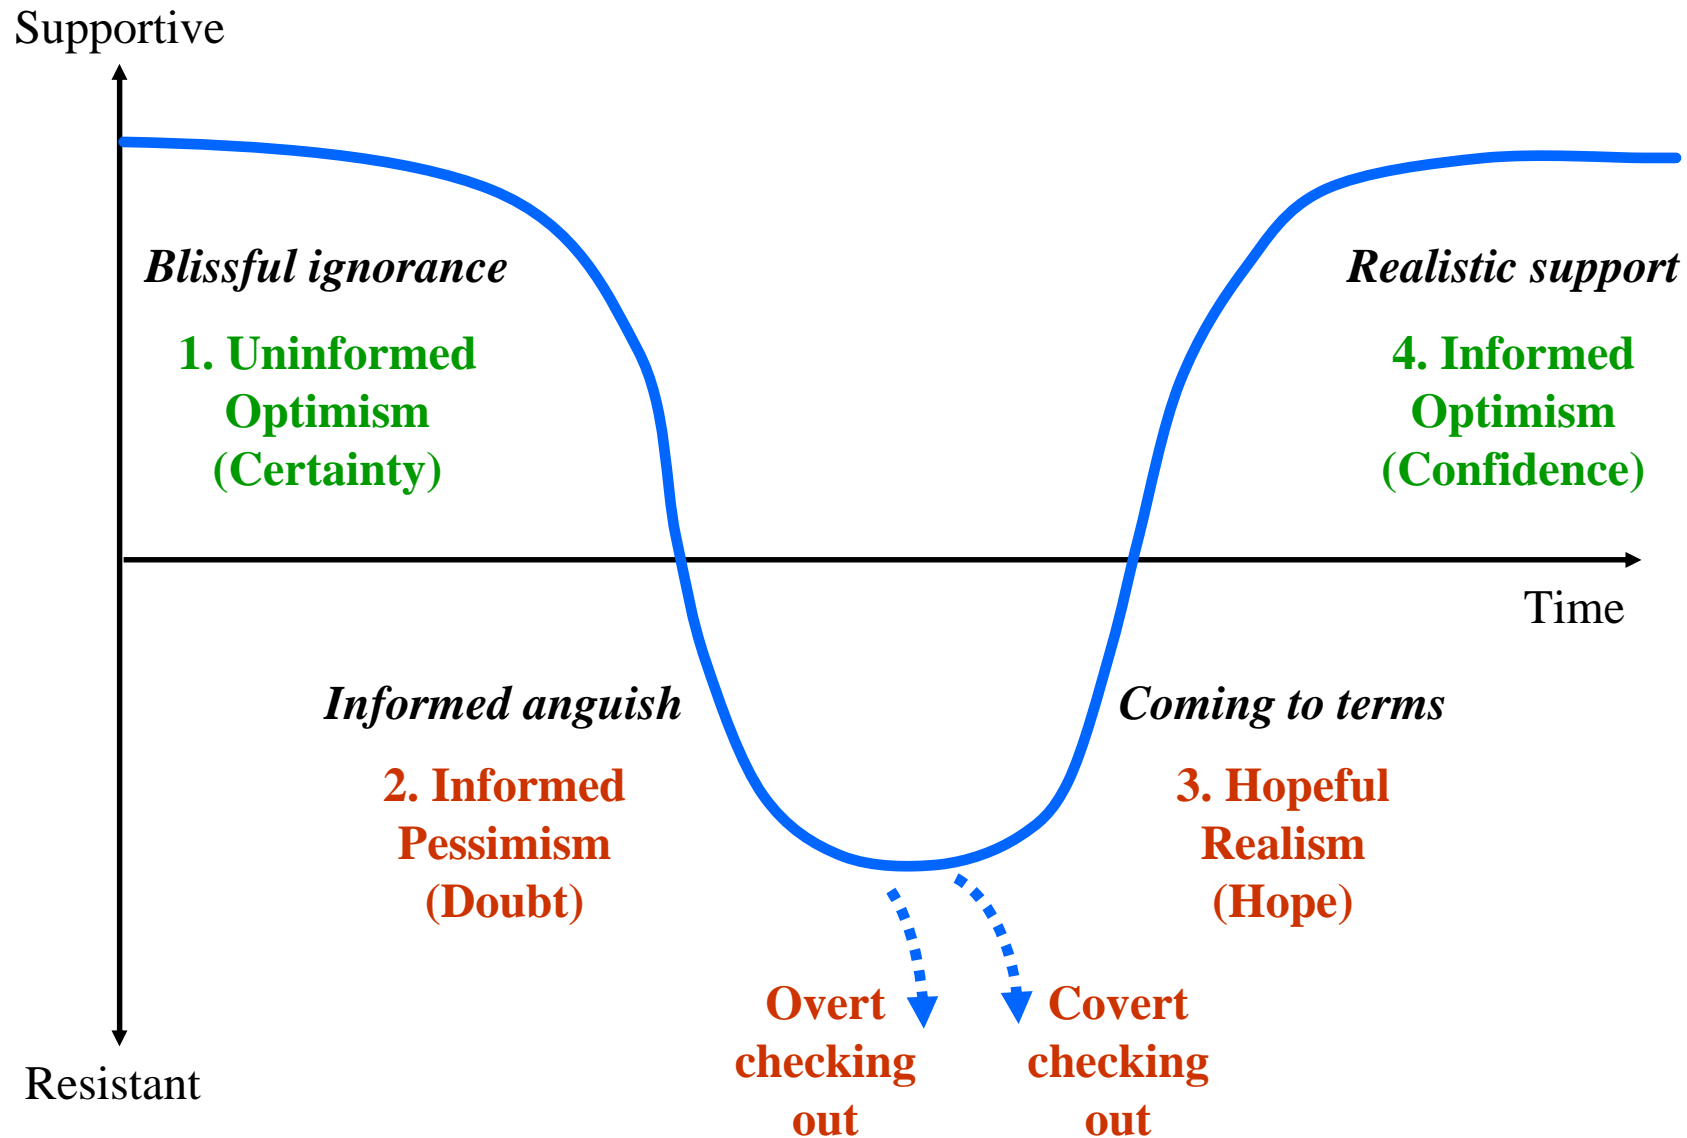 Supportive
Blissful ignorance
1. Uninformed
Optimism
(Certainty)
Realistic support
4. Informed
Optimism
(Confidence)
Time
Informed anguish
2. Informed
Pessimism
(Doubt)
Coming to terms
3. Hopeful
Realism
(Hope)
Overt
checking
out
Covert
checking
out
Resistant